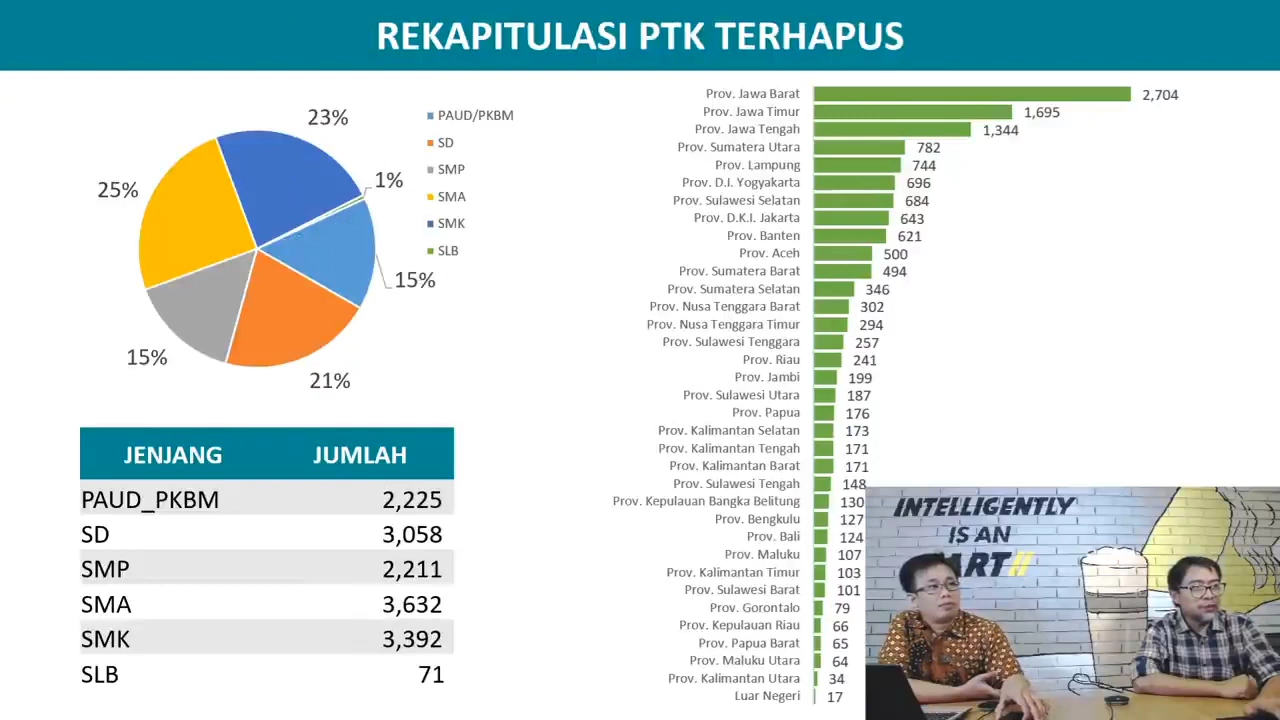 REKAPITULASI PTK TERHAPUS
23%
1%
25%
15%
15%
21%
PAUD/PKBM
SD
SMP
SMA
SMK
SLB
JENJANG JUMLAH
PAUD_PKBM 2,225
SD 3,058
SMP 2,211
SMA 3,632
SMK 3,392
SLB 71
Prov. Jawa Barat 2,704
Prov. Jawa Timur 1,695
Prov. Jawa Tengah 1,344
Prov. Sumatera Utara 782
Prov. Lampung 744
Prov. D.I. Yogyakarta 696
Prov. Sulawesi Selatan 684
Prov. D.K.I. Jakarta 643
Prov. Banten 621
Prov. Aceh 500
Prov. Sumatera Barat 494
Prov. Sumatera Selatan 346
Prov. Nusa Tenggara Barat 302
Prov. Nusa Tenggara Timur 294
Prov. Sulawesi Tenggara 257
Prov. Riau 241
Prov. Jambi 199
Prov. Sulawesi Utara 187
Prov. Papua 176
Prov. Kalimantan Selatan 173
Prov. Kalimantan Tengah 171
Prov. Kalimantan Barat 171
Prov. Sulawesi Tengah 148
Prov. Kepulauan Bangka Belitung 130
Prov. Bengkulu 127
Prov. Bali 124
Prov. Maluku 107
Prov. Kalimantan Timur 103
Prov. Sulawesi Barat 101
Prov. Gorontalo 79
Prov. Kepulauan Riau 66
Prov. Papua Barat 65
Prov. Maluku Utara 64
Prov. Kalimantan Utara 34
Luar Negeri 17
INTELLIGENTLY
IS AN
ART